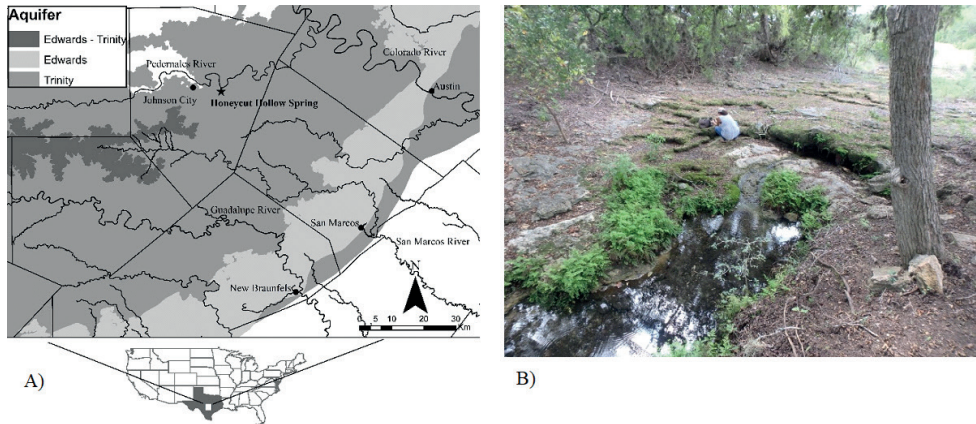 Aquifer
Edwards - Trinity
Edwards
Trinity
Colorado River
Pedernales River
Austin
Johnson City
Honeycut Hollow Spring
Guadalupe River
San Marcos
San Marcos River
N
New Braunfels
0 5 10 20 30
Km
A)
B)